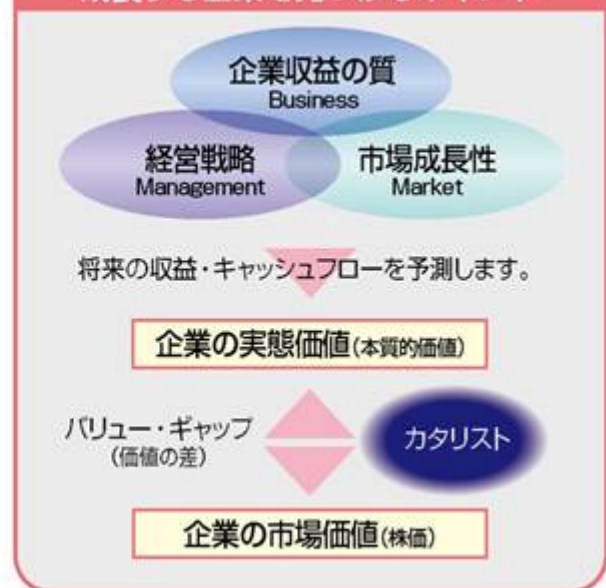 企業収益の質
Business
経営戦略
Management
市場成長性
Market
将来の収益・キャッシュフローを予測します。
企業の実態価値(本質的価値)
バリュー・ギャップ
(価値の差)
カタリスト
企業の市場価値(株価)